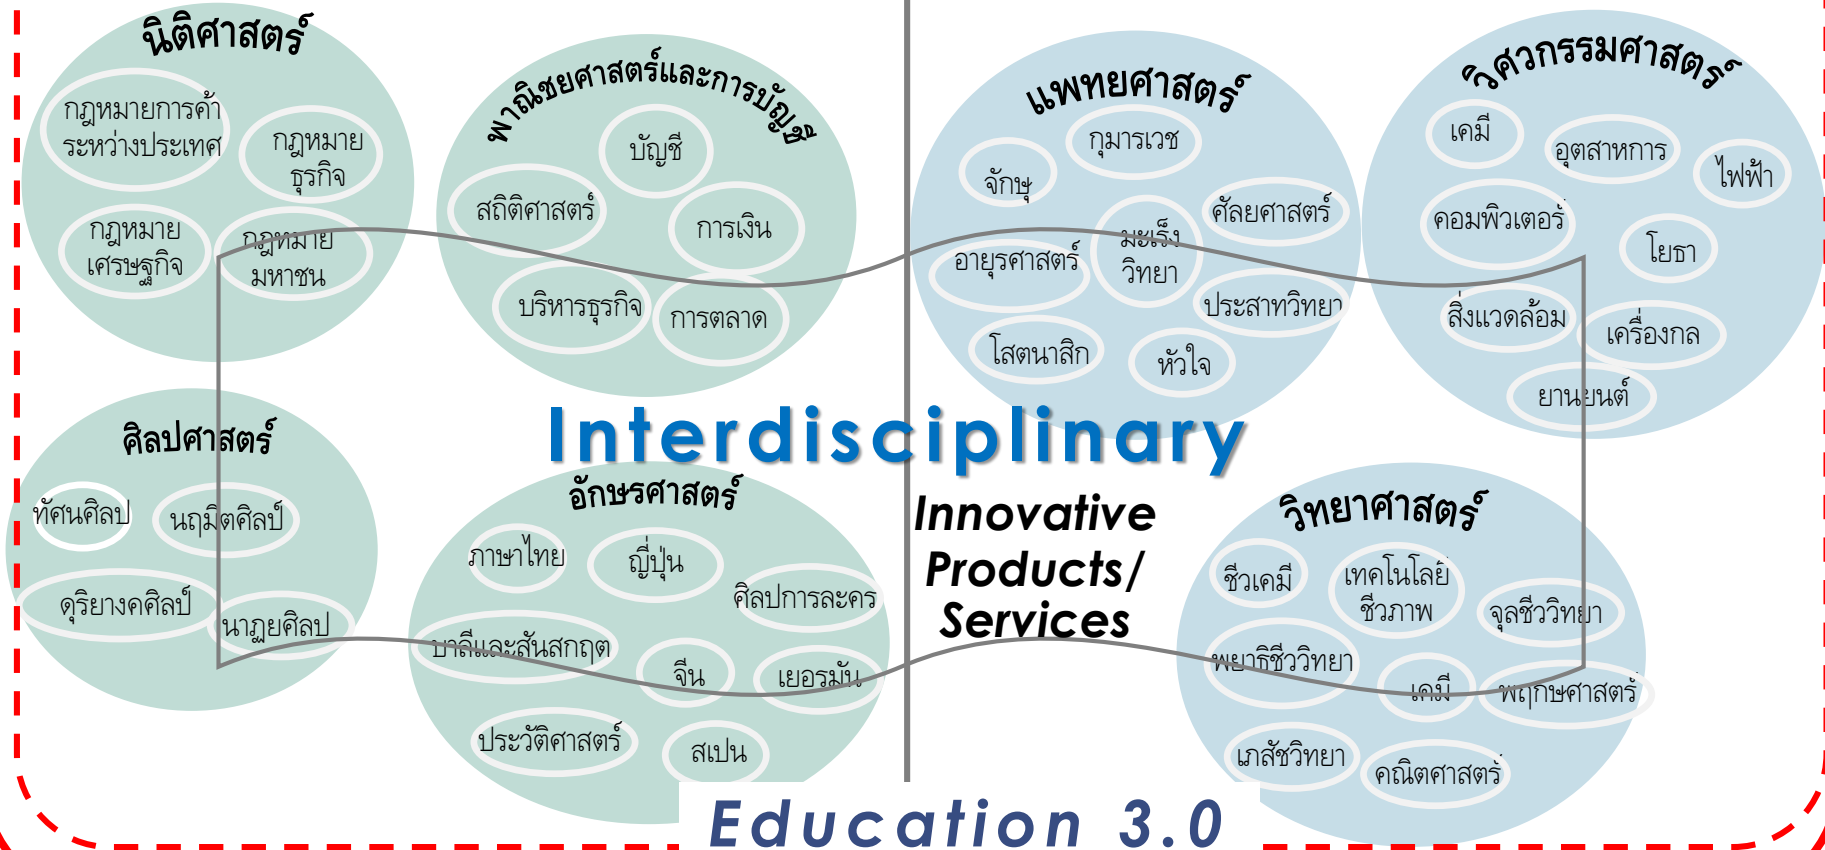 นิติศาสตร์
กฎหมายการค้า
ระหว่างประเทศ
กฎหมาย
ธุรกิจ
กฎหมาย
เศรษฐกิจ
กฎหมาย
มหาชน
พาณิชยศาสตร์และการบัญชี
บัญชี
สถิติศาสตร์
การเงิน
บริหารธุรกิจ
การตลาด
แพทยศาสตร์
กุมารเวช
จักษุ
ศัลยศาสตร์
มะเร็ง
วิทยา
อายุรศาสตร์
ประสาทวิทยา
โสตนาสิก
หัวใจ
วิศวกรรมศาสตร์
เคมี
อุตสาหการ
ไฟฟ้า
คอมพิวเตอร์
โยธา
สิ่งแวดล้อม
เครื่องกล
ยานยนต์
Interdisciplinary
ศิลปศาสตร์
ทัศนศิลป
นฤมิตศิลป์
ดุริยางคศิลป์
นาฏยศิลป
อักษรศาสตร์
ภาษาไทย
ญี่ปุ่น
ศิลปการละคร
บาลีและสันสกฤต
จีน
เยอรมัน
ประวัติศาสตร์
สเปน
Innovative
Products/
Services
วิทยาศาสตร์
ชีวเคมี
เทคโนโลยี
ชีวภาพ
จุลชีววิทยา
พยาธิชีววิทยา
เคมี
พฤกษศาสตร์
เภสัชวิทยา
คณิตศาสตร์
Education 3.0